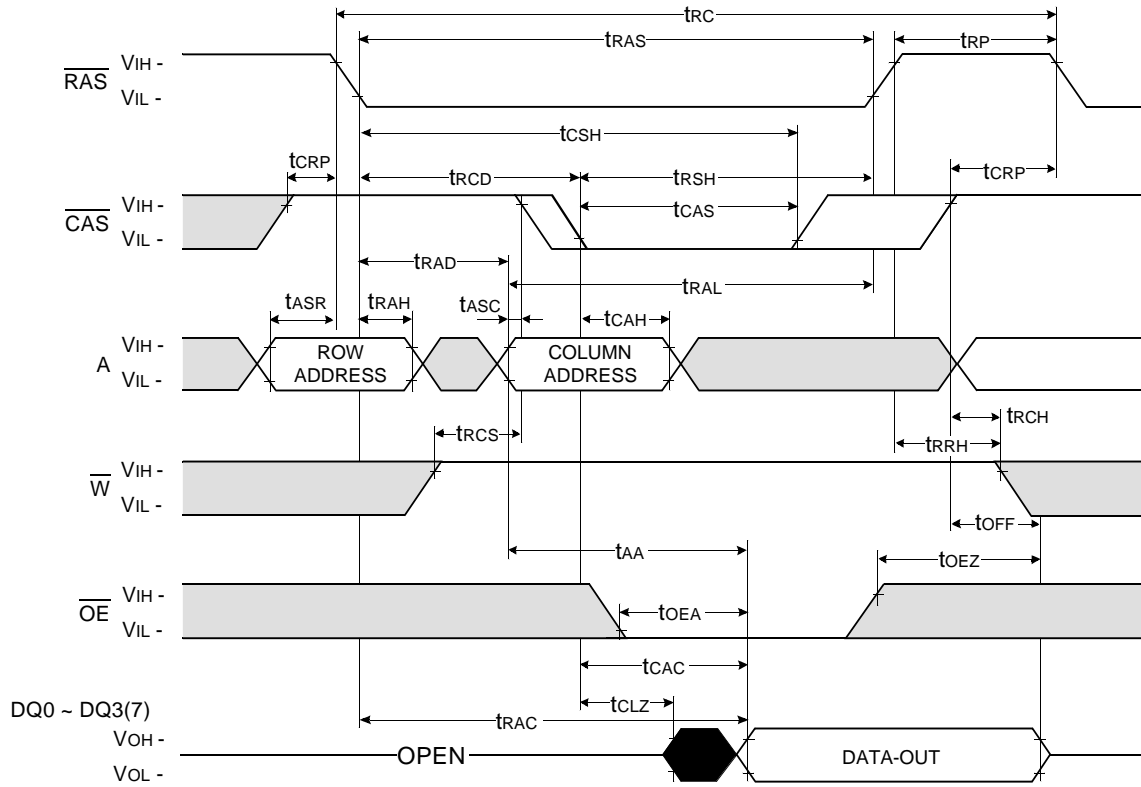 tRC
tRAS
tRP
RAS
VIH -
VIL -
tCSH
tCRP
tRCD
tRSH
tCRP
CAS
VIH -
VIL -
tCAS
tRAD
tRAL
tASR
tRAH
tASC
tCAH
A
VIH -
VIL -
ROW
ADDRESS
COLUMN
ADDRESS
tRCH
tRCS
tRRH
W
VIH -
VIL -
tOFF
tAA
tOEZ
OE
VIH -
VIL -
tOEA
tCAC
DQ0 ~ DQ3(7)
tCLZ
tRAC
VOH -
VOL -
OPEN
DATA-OUT